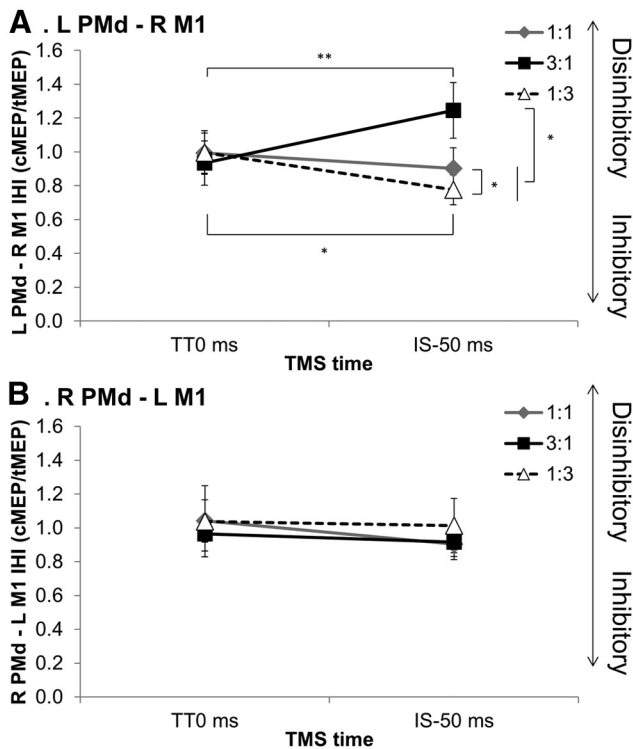 A . L PMd - R M1
L PMd - R M1 IHI (cMEP/tMEP)
1.6
1.4
1.2
1.0
0.8
0.6
0.4
0.2
0.0
**
*
*
*
1:1
3:1
1:3
Disinhibitory
Inhibitory
TT0 ms
IS-50 ms
TMS time
B . R PMd - L M1
R PMd - L M1 IHI (cMEP/tMEP)
1.6
1.4
1.2
1.0
0.8
0.6
0.4
0.2
0.0
1:1
3:1
1:3
Disinhibitory
Inhibitory
TT0 ms
IS-50 ms
TMS time